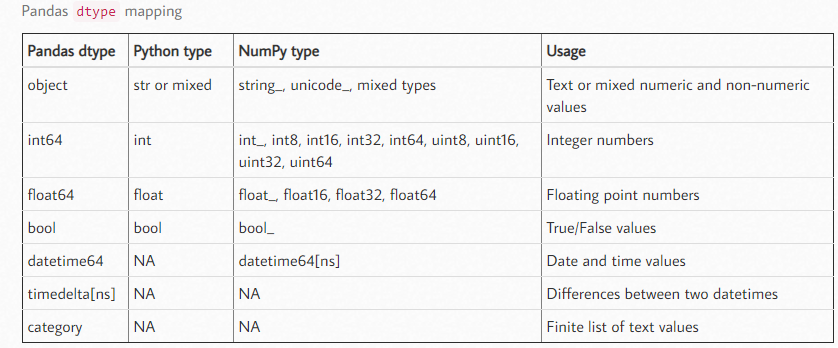 Pandas dtype mapping
Pandas dtype Python type NumPy type Usage
object str or mixed string_, unicode_, mixed types Text or mixed numeric and non-numeric
values
int64 int int_, int8, int16, int32, int64, uint8, uint16, Integer numbers
uint32, uint64
float64 float float_, float16, float32, float64 Floating point numbers
bool bool bool_ True/False values
datetime64 NA datetime64[ns] Date and time values
timedelta[ns] NA NA Differences between two datetimes
category NA NA Finite list of text values